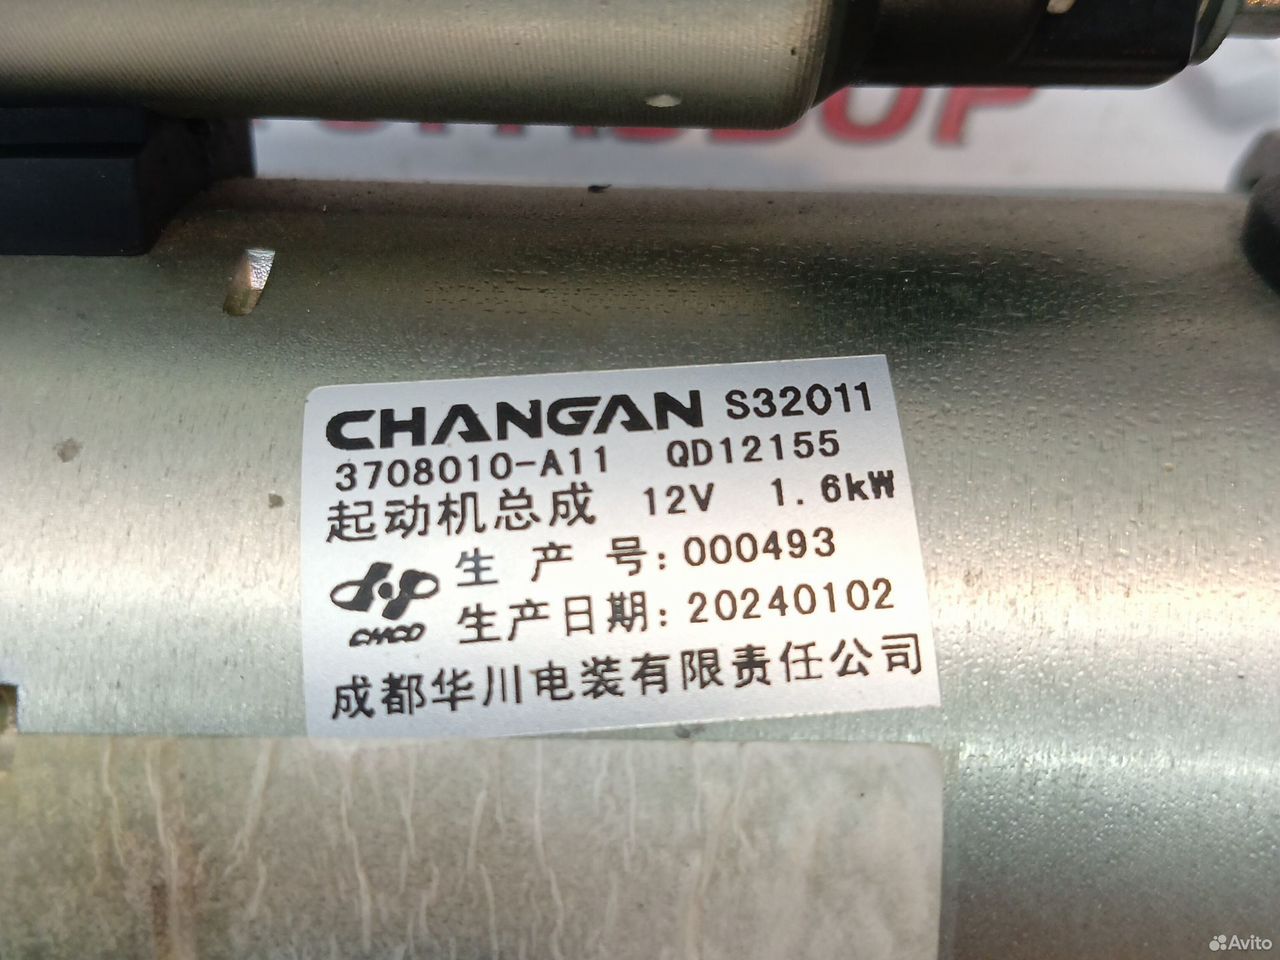 CHANGAN S32011
3708010-A11 QD12155
起动机总成 12V 1.6kW
生产号:000493
CHCD
生产日期:20240102
成都华川电装有限责任公司
Avito